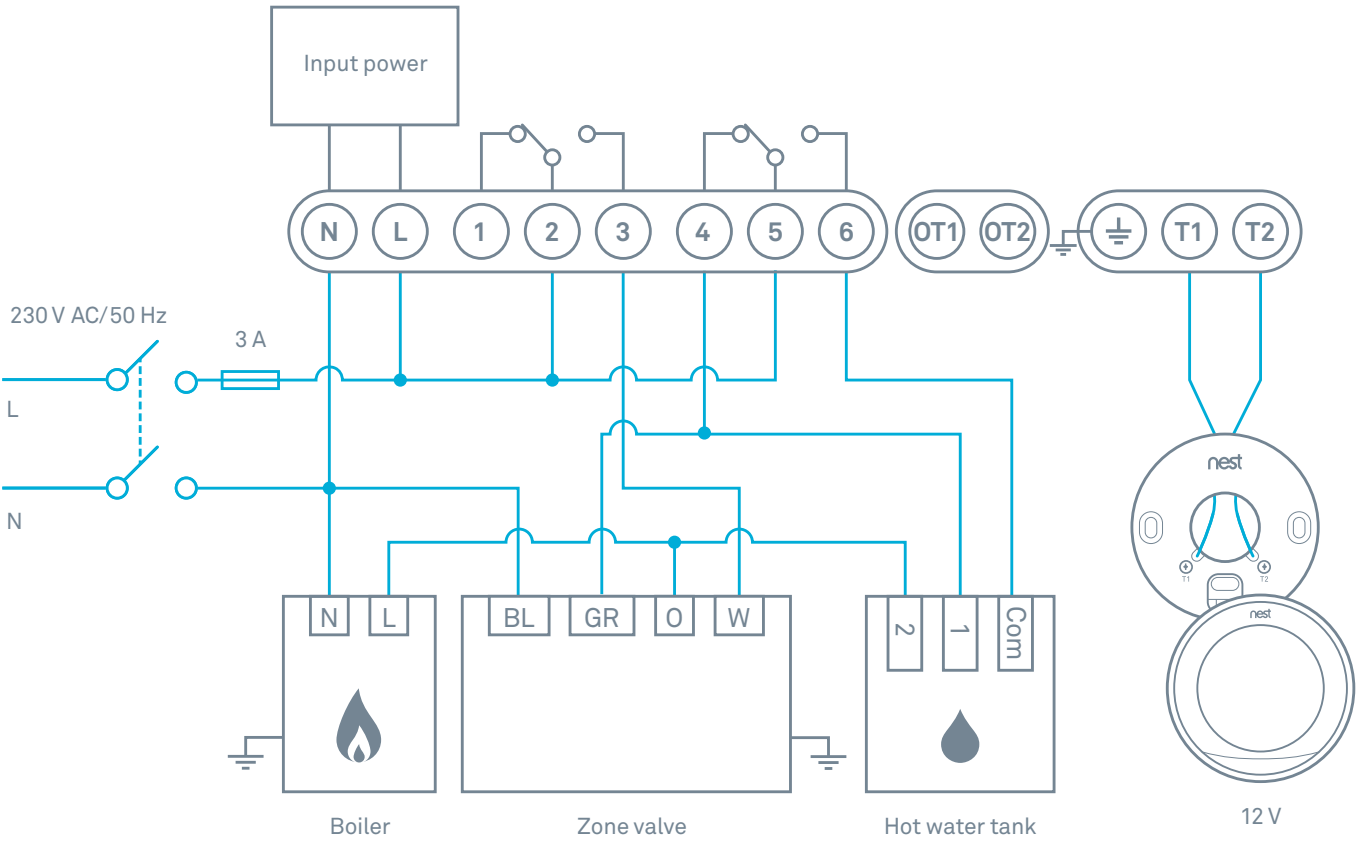 Input power
N L 1 2 3 4 5 6 OT1 OT2 T1 T2
230 V AC/50 Hz
3 A
L
N
nest
T1 T2
N L BL GR O W 2 1 Com
nest
Boiler
Zone valve
Hot water tank
12 V